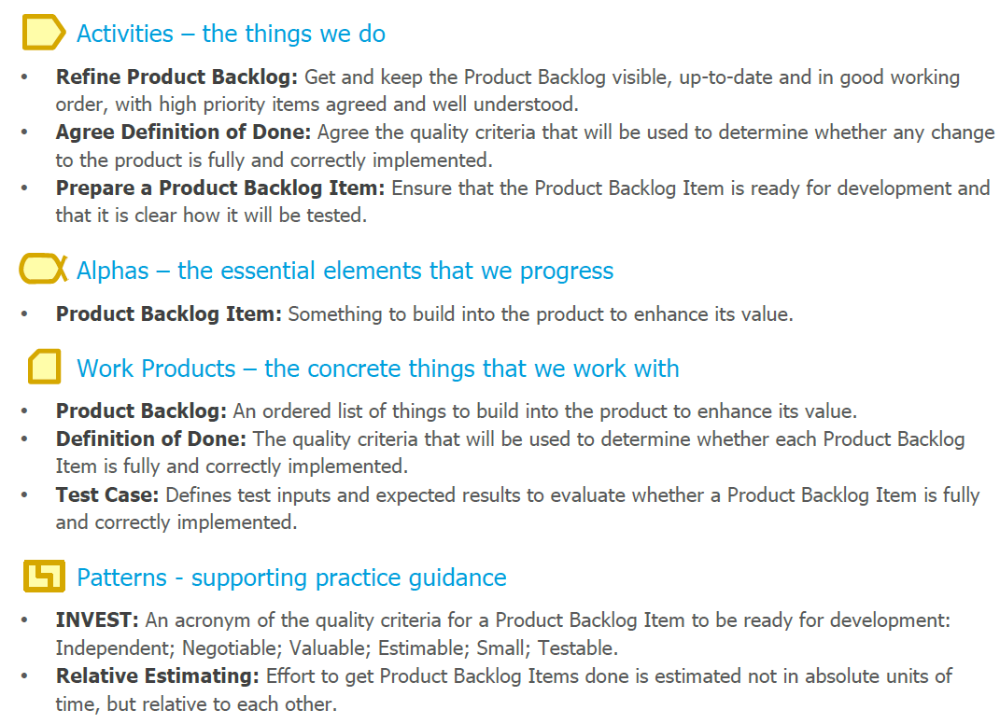 Activities – the things we do
• Refine Product Backlog: Get and keep the Product Backlog visible, up-to-date and in good working
order, with high priority items agreed and well understood.
• Agree Definition of Done: Agree the quality criteria that will be used to determine whether any change
to the product is fully and correctly implemented.
• Prepare a Product Backlog Item: Ensure that the Product Backlog Item is ready for development and
that it is clear how it will be tested.
Alphas – the essential elements that we progress
• Product Backlog Item: Something to build into the product to enhance its value.
Work Products – the concrete things that we work with
• Product Backlog: An ordered list of things to build into the product to enhance its value.
• Definition of Done: The quality criteria that will be used to determine whether each Product Backlog
Item is fully and correctly implemented.
• Test Case: Defines test inputs and expected results to evaluate whether a Product Backlog Item is fully
and correctly implemented.
Patterns - supporting practice guidance
• INVEST: An acronym of the quality criteria for a Product Backlog Item to be ready for development:
Independent; Negotiable; Valuable; Estimable; Small; Testable.
• Relative Estimating: Effort to get Product Backlog Items done is estimated not in absolute units of
time, but relative to each other.